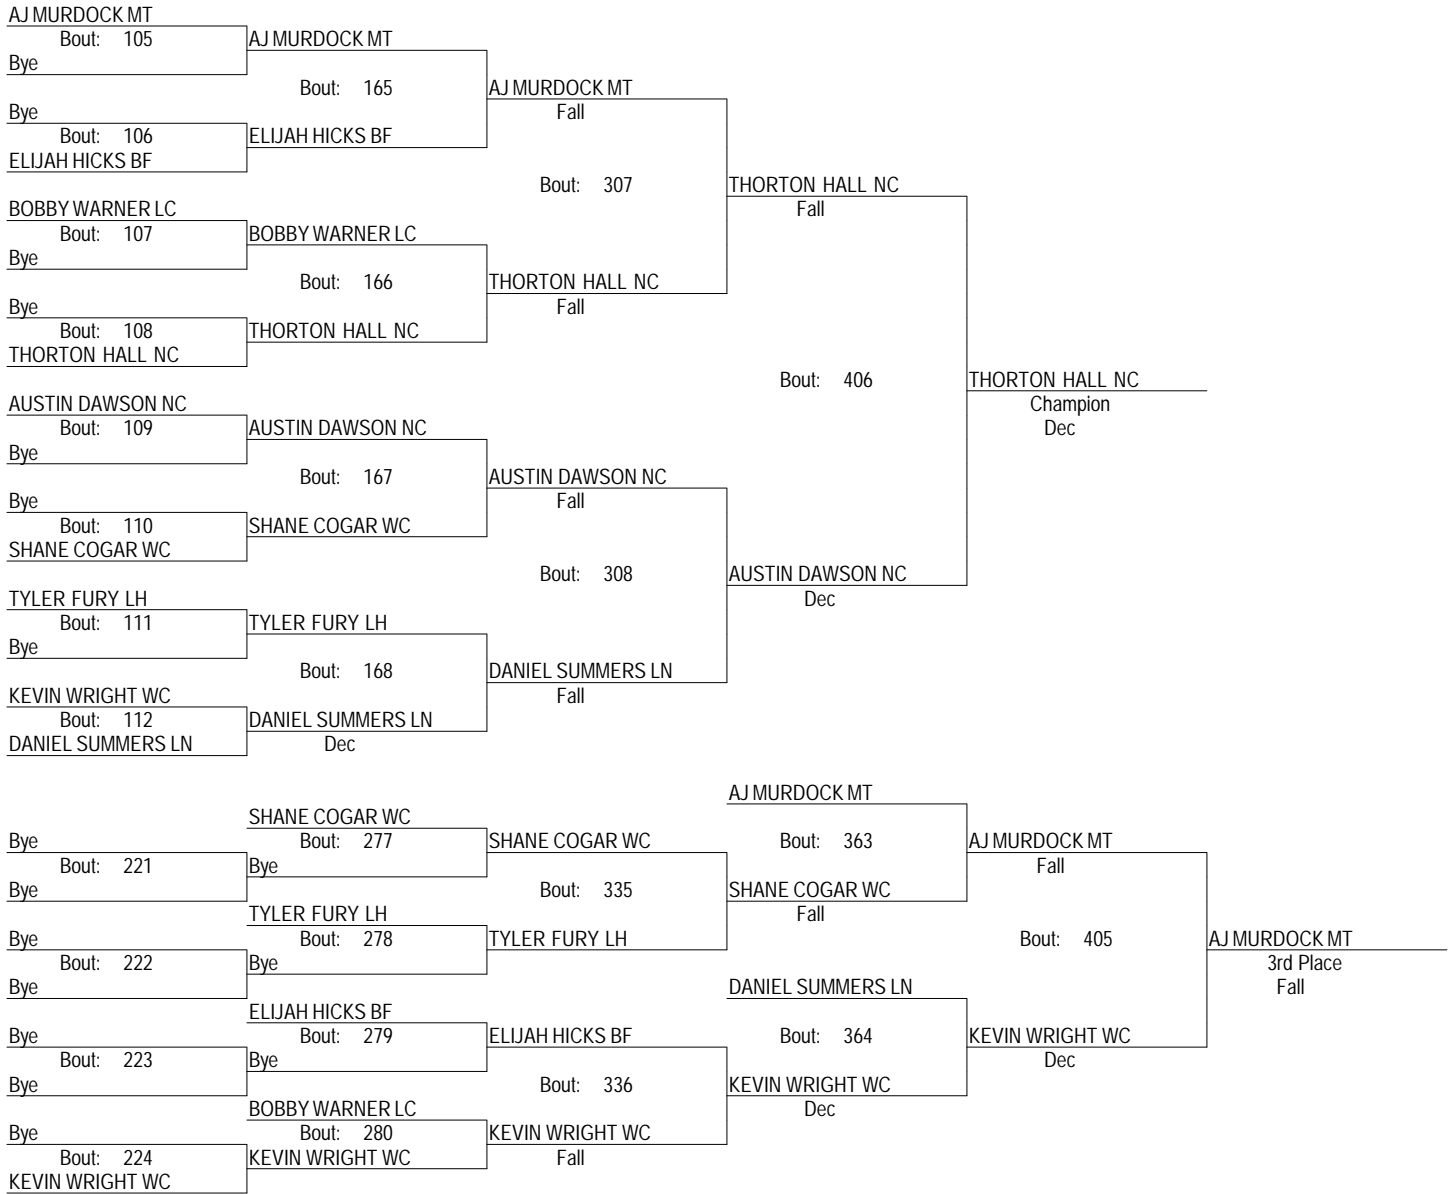 AJ MURDOCK MT
Bout: 105
AJ MURDOCK MT
Bye
Bout: 165
AJ MURDOCK MT
Bye
Fall
Bout: 106
ELIJAH HICKS BF
ELIJAH HICKS BF
Bout: 307
THORTON HALL NC
BOBBY WARNER LC
Fall
Bout: 107
BOBBY WARNER LC
Bye
Bout: 166
THORTON HALL NC
Bye
Fall
Bout: 108
THORTON HALL NC
THORTON HALL NC
Bout: 406
THORTON HALL NC
AUSTIN DAWSON NC
Champion
Bout: 109
AUSTIN DAWSON NC
Dec
Bye
Bout: 167
AUSTIN DAWSON NC
Bye
Fall
Bout: 110
SHANE COGAR WC
SHANE COGAR WC
Bout: 308
AUSTIN DAWSON NC
TYLER FURY LH
Dec
Bout: 111
TYLER FURY LH
Bye
Bout: 168
DANIEL SUMMERS LN
KEVIN WRIGHT WC
Fall
Bout: 112
DANIEL SUMMERS LN
DANIEL SUMMERS LN
Dec
AJ MURDOCK MT
SHANE COGAR WC
Bye
Bout: 277
SHANE COGAR WC
Bout: 363
AJ MURDOCK MT
Bout: 221
Bye
Fall
Bye
Bout: 335
SHANE COGAR WC
TYLER FURY LH
Fall
Bye
Bout: 278
TYLER FURY LH
Bout: 405
AJ MURDOCK MT
Bout: 222
Bye
3rd Place
Bye
DANIEL SUMMERS LN
Fall
ELIJAH HICKS BF
Bye
Bout: 279
ELIJAH HICKS BF
Bout: 364
KEVIN WRIGHT WC
Bout: 223
Bye
Dec
Bye
Bout: 336
KEVIN WRIGHT WC
BOBBY WARNER LC
Dec
Bye
Bout: 280
KEVIN WRIGHT WC
Bout: 224
KEVIN WRIGHT WC
Fall
KEVIN WRIGHT WC